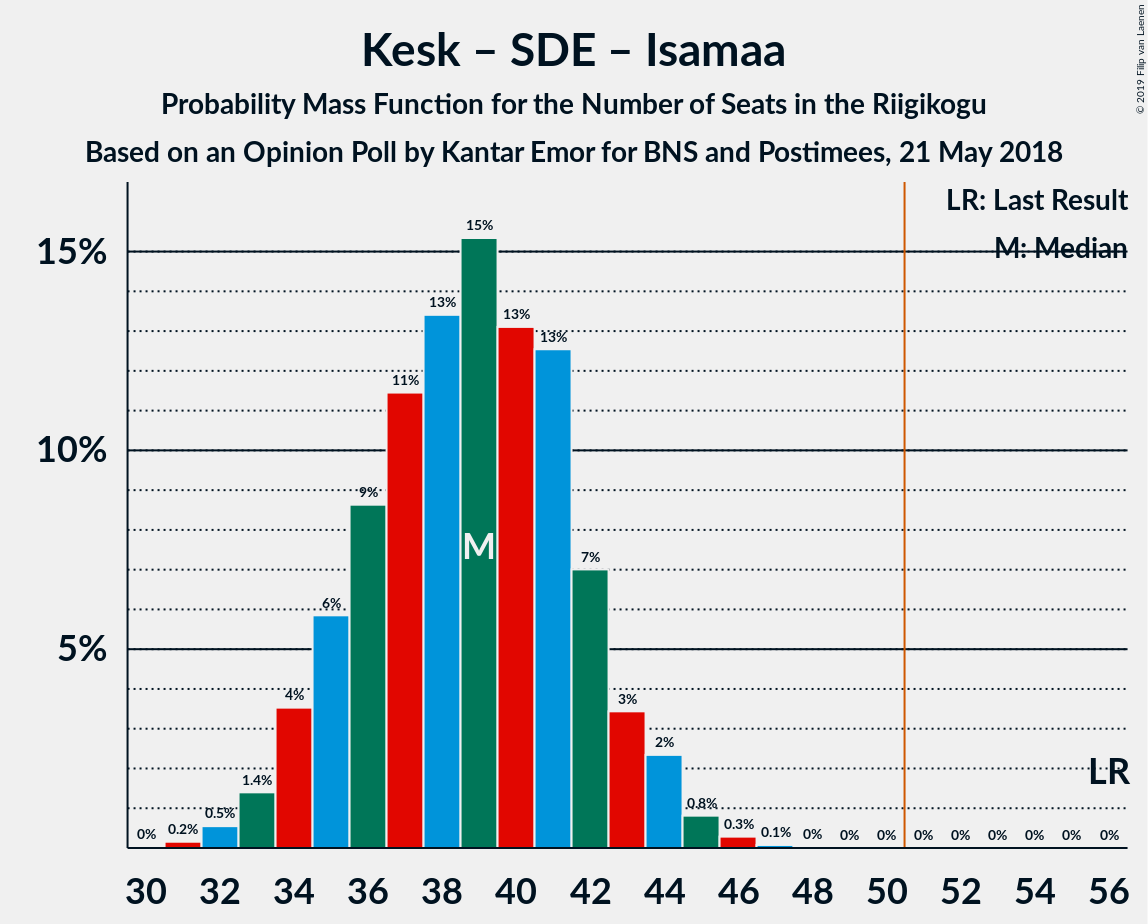 Kesk – SDE – Isamaa
Probability Mass Function for the Number of Seats in the Riigikogu
Based on an Opinion Poll by Kantar Emor for BNS and Postimees, 21 May 2018
© 2019 Filip van Laenen
LR: Last Result
M: Median
15%
10%
5%
0% 0.2% 0.5% 1.4% 4% 6% 9% 11% 13% 15% 13% 13% 7% 3% 2% 0.8% 0.3% 0.1% 0% 0% 0% 0% 0% 0% 0% 0% 0%
M
LR
30 32 34 36 38 40 42 44 46 48 50 52 54 56